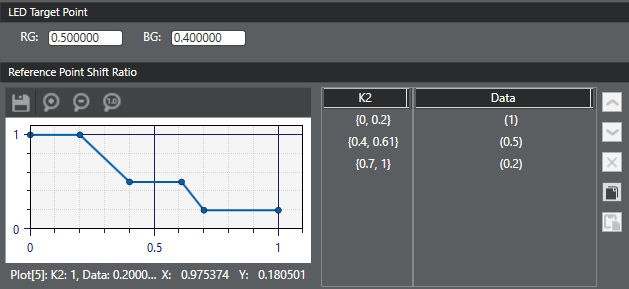 LED Target Point
RG: 0.500000 BG: 0.400000
Reference Point Shift Ratio
1.0
K2 Data
{0, 0.2} (1)
{0.4, 0.61} (0.5)
{0.7, 1} (0.2)
1
0
0 0.5 1
Plot[5]: K2: 1, Data: 0.2000... X: 0.975374 Y: 0.180501